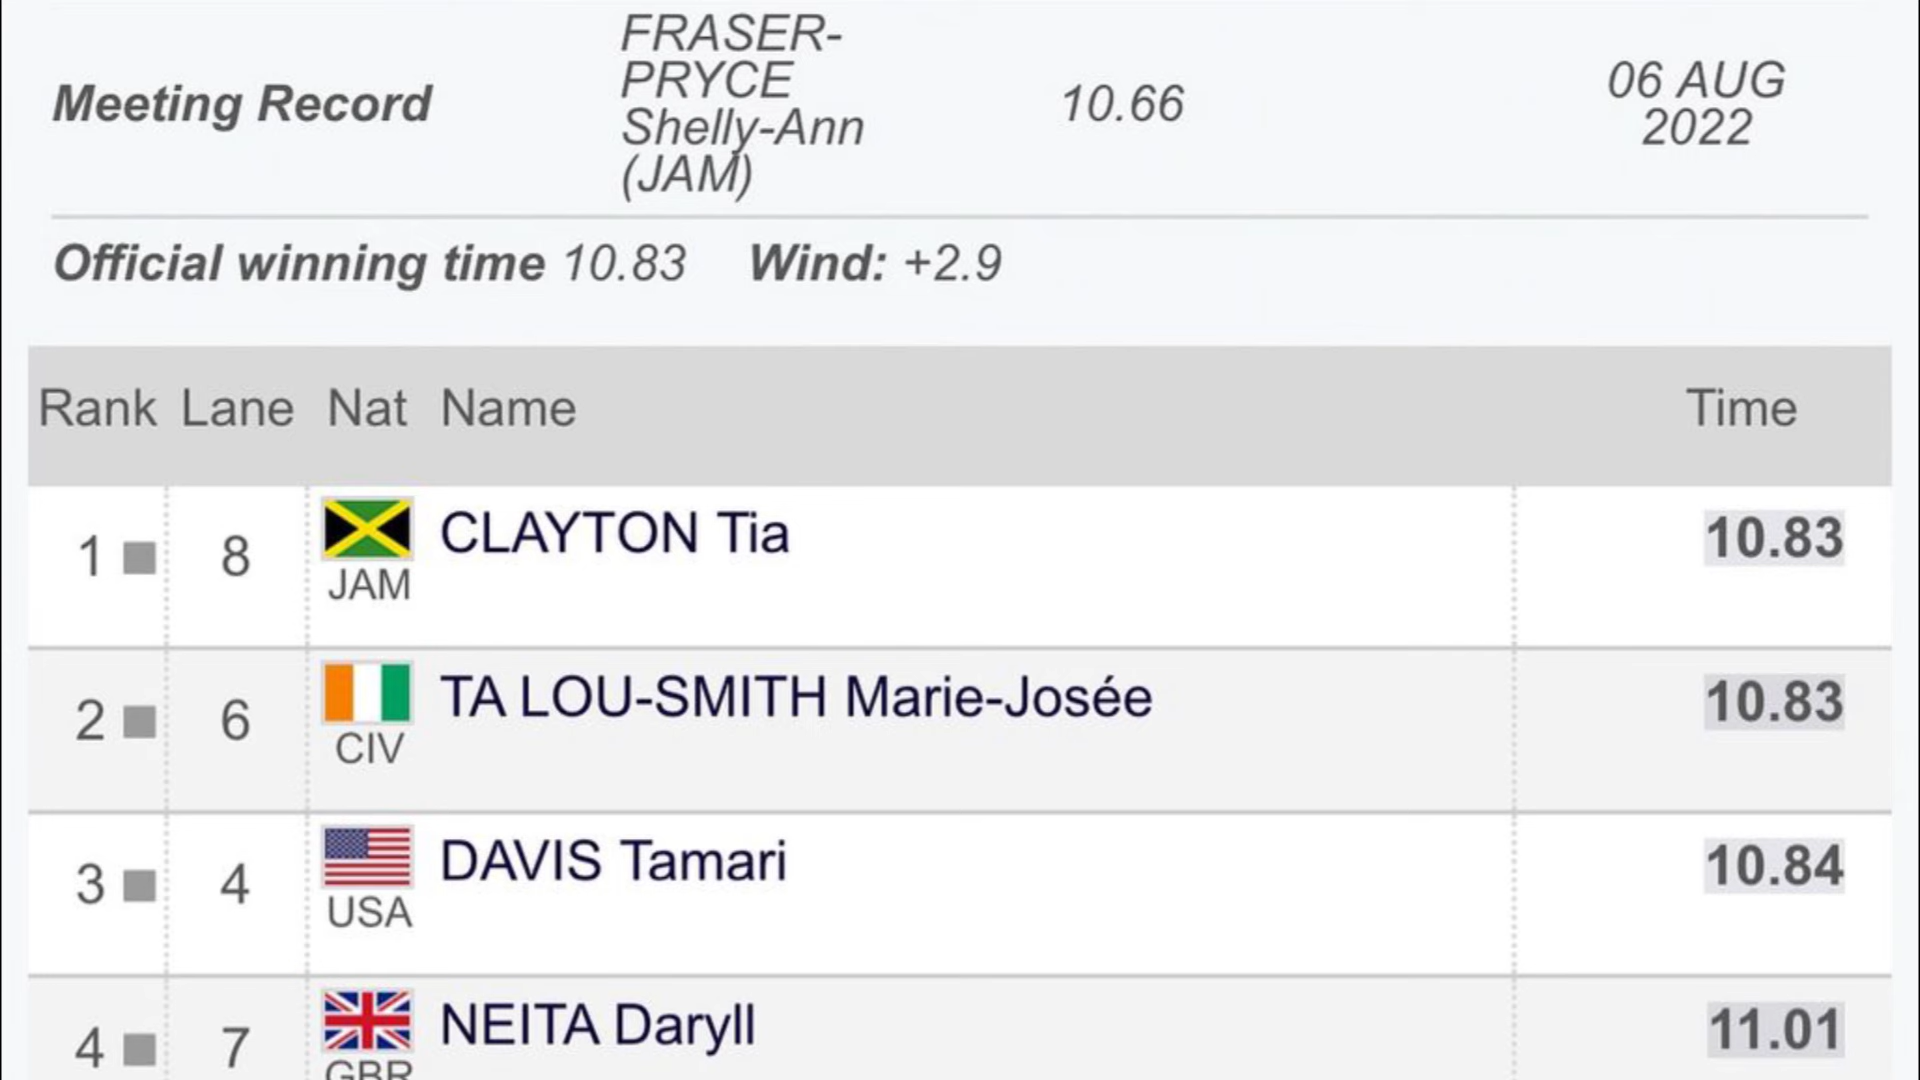 FRASER-
PRYCE
Meeting Record Shelly-Ann 10.66 06 AUG 2022
(JAM)
Official winning time 10.83 Wind: +2.9
Rank Lane Nat Name Time
1 8 CLAYTON Tia 10.83
JAM
2 6 TA LOU-SMITH Marie-Josée 10.83
CIV
3 4 DAVIS Tamari 10.84
USA
4 7 NEITA Daryll 11.01
GBR